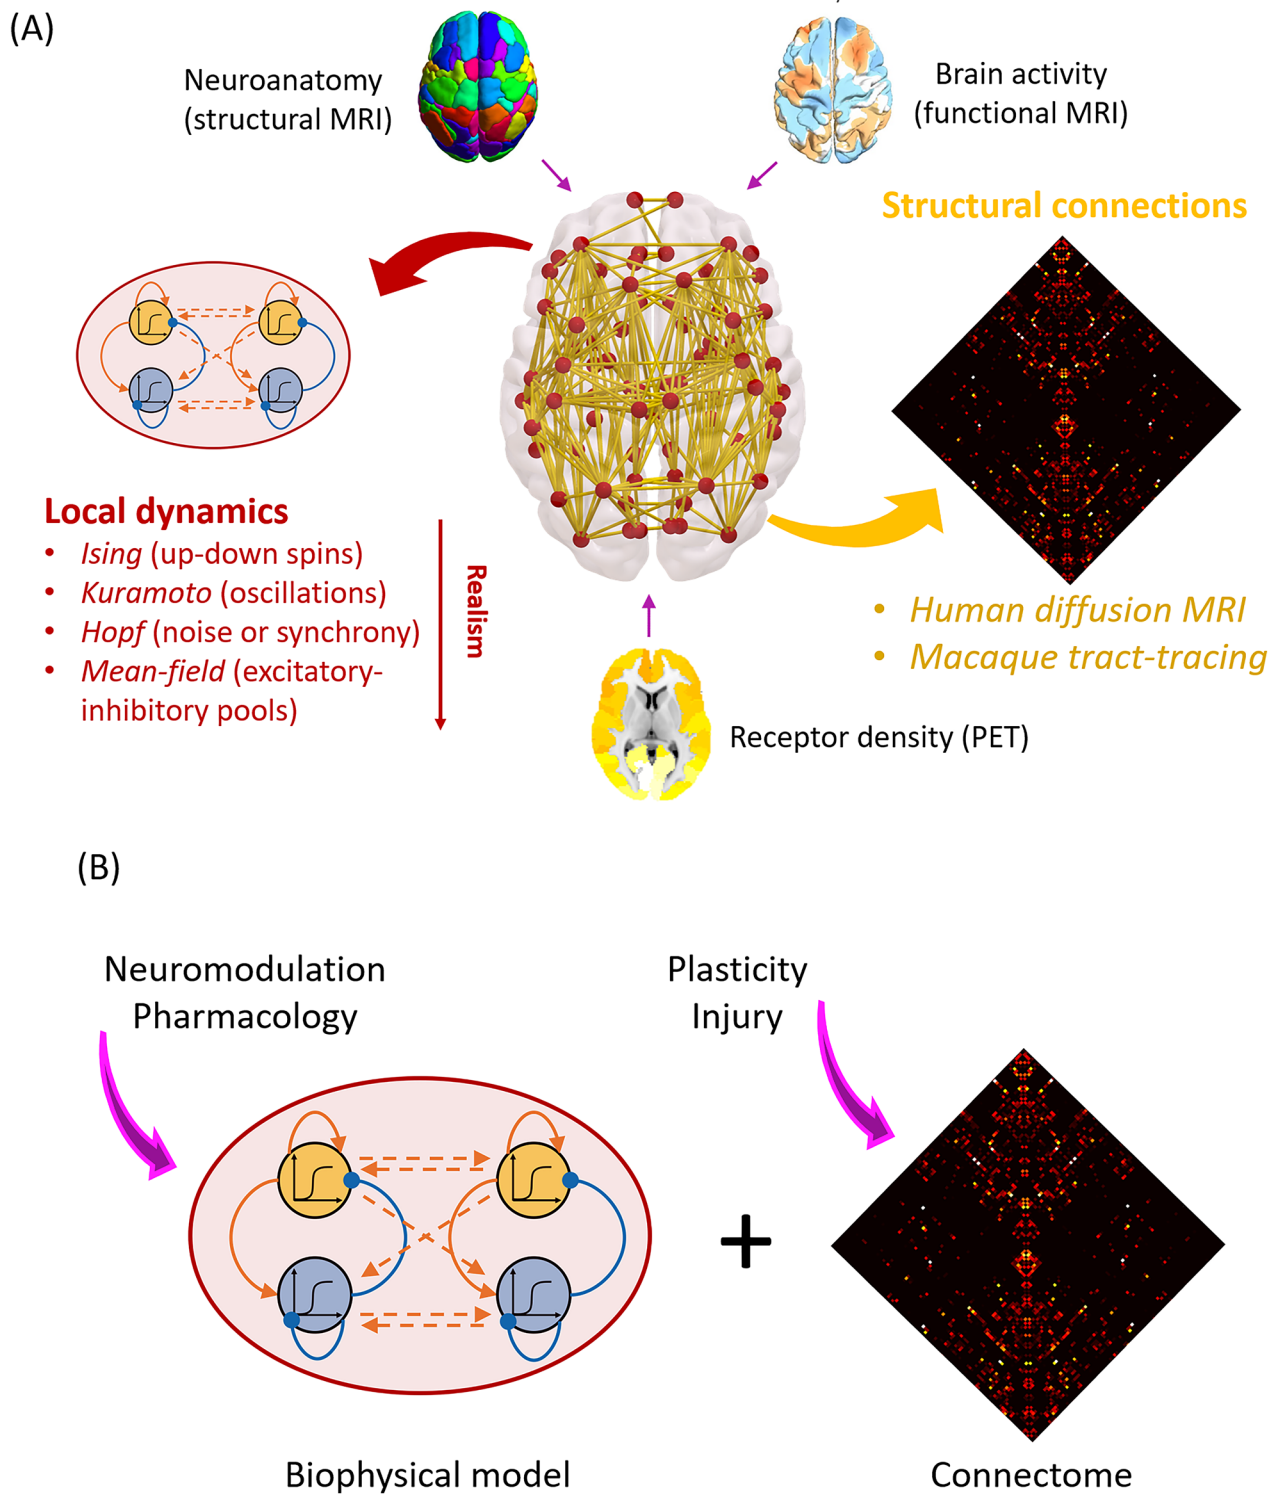 (A)
Neuroanatomy
(structural MRI)
Brain activity
(functional MRI)
Structural connections
Local dynamics
• Ising (up-down spins)
• Kuramoto (oscillations)
• Hopf (noise or synchrony)
• Mean-field (excitatory-
inhibitory pools)
Realism
• Human diffusion MRI
• Macaque tract-tracing
Receptor density (PET)
(B)
Neuromodulation
Pharmacology
Plasticity
Injury
+
Biophysical model
Connectome